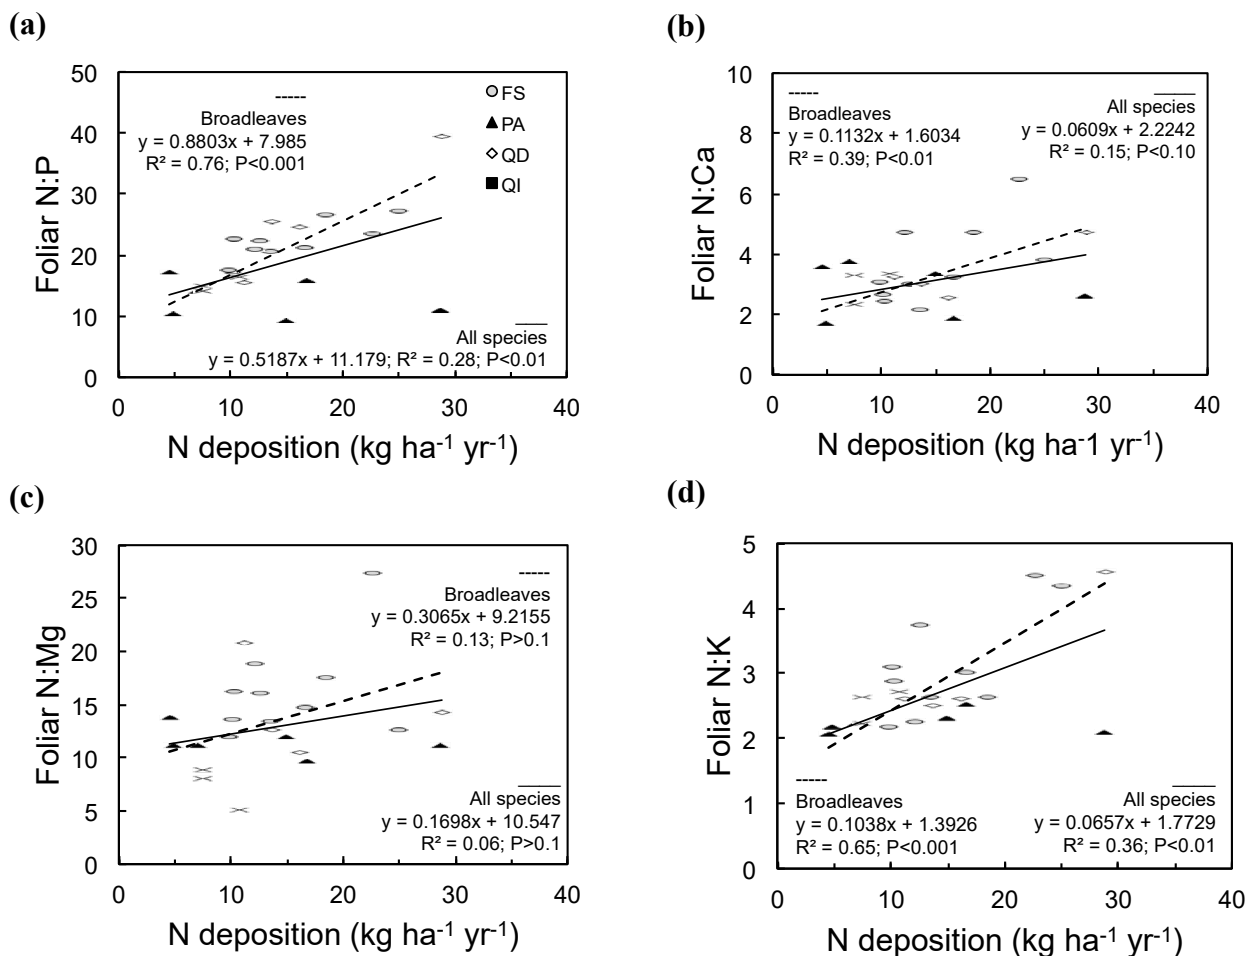 (a)
50
40
30
20
10
0
0 10 20 30 40
Foliar N:P
N deposition (kg ha⁻¹ yr⁻¹)
Broadleaves
y = 0.8803x + 7.985
R² = 0.76; P<0.001
FS
PA
QD
QI
All species
y = 0.5187x + 11.179; R² = 0.28; P<0.01
(b)
10
8
6
4
2
0
0 10 20 30 40
Foliar N:Ca
N deposition (kg ha-1 yr⁻¹)
Broadleaves
y = 0.1132x + 1.6034
R² = 0.39; P<0.01
All species
y = 0.0609x + 2.2242
R² = 0.15; P<0.10
(c)
30
25
20
15
10
5
0
0 10 20 30 40
Foliar N:Mg
N deposition (kg ha⁻¹ yr⁻¹)
Broadleaves
y = 0.3065x + 9.2155
R² = 0.13; P>0.1
All species
y = 0.1698x + 10.547
R² = 0.06; P>0.1
(d)
5
4
3
2
1
0
0 10 20 30 40
Foliar N:K
N deposition (kg ha⁻¹ yr⁻¹)
Broadleaves
y = 0.1038x + 1.3926
R² = 0.65; P<0.001
All species
y = 0.0657x + 1.7729
R² = 0.36; P<0.01